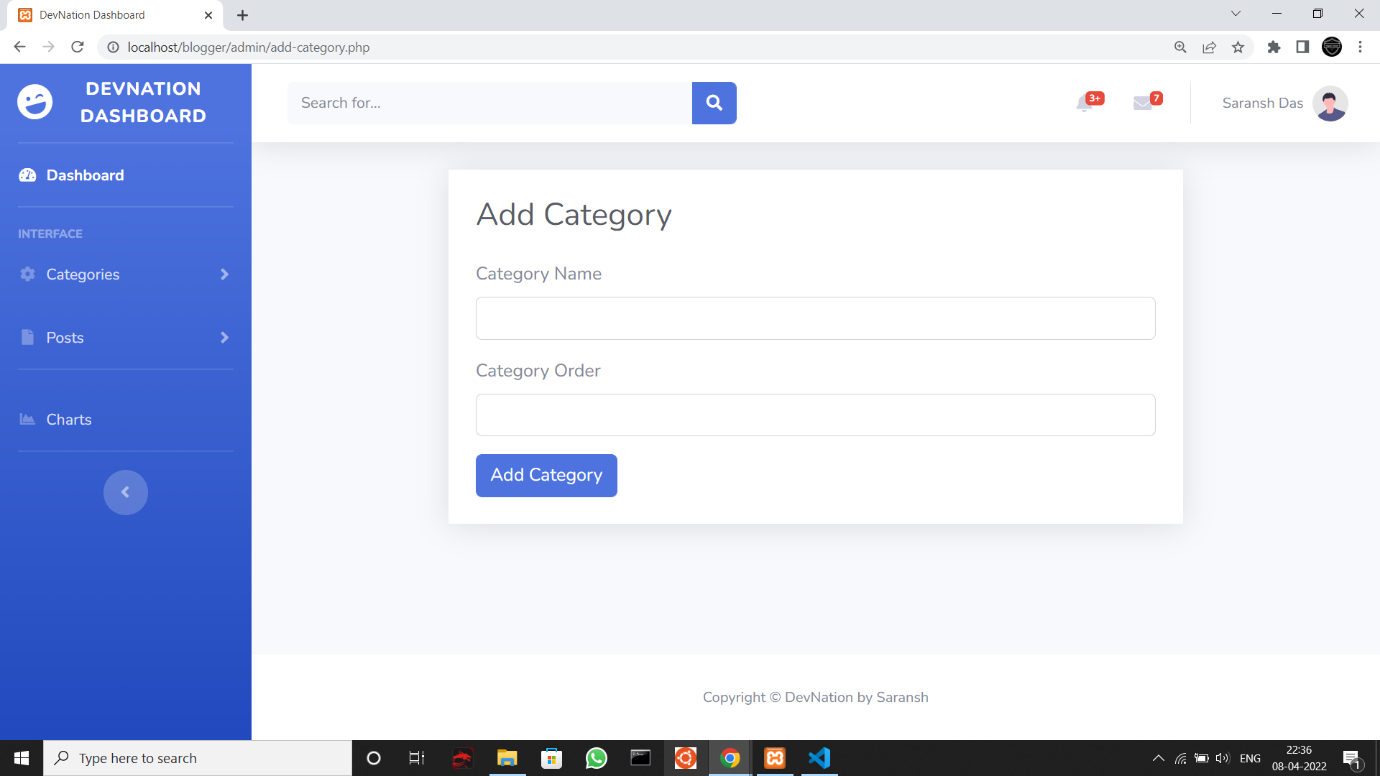 DevNation Dashboard
localhost/blogger/admin/add-category.php
DEVNATION
DASHBOARD
Search for...
3+
7
Saransh Das
Dashboard
INTERFACE
Categories
Posts
Charts
Add Category
Category Name
Category Order
Add Category
Copyright © DevNation by Saransh
Type here to search
ENG
22:36
08-04-2022
1